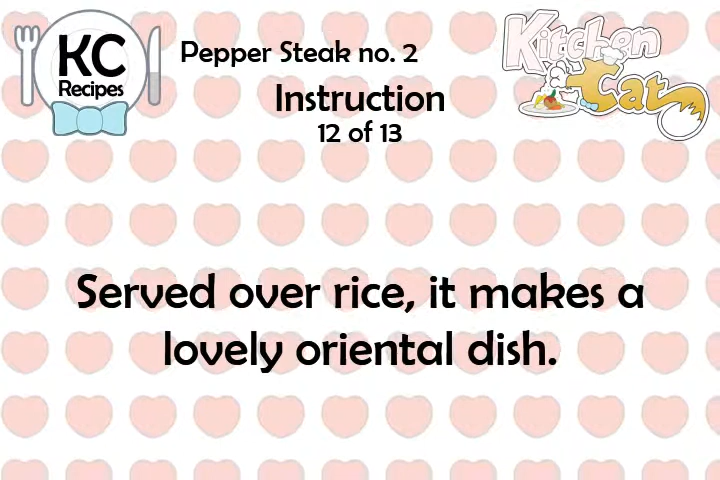 KC
Recipes
Pepper Steak no. 2
Kitchen
Cat
Instruction
12 of 13
Served over rice, it makes a
lovely oriental dish.